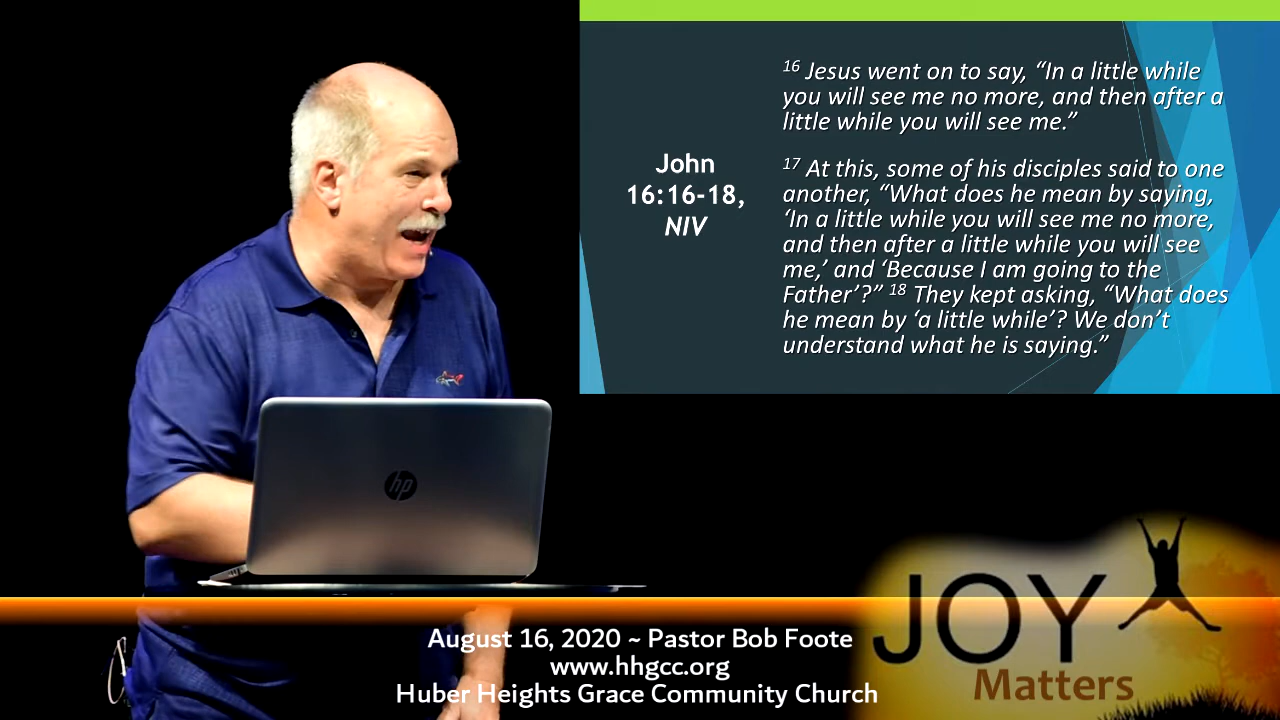 John
16:16-18,
NIV
16 Jesus went on to say, “In a little while
you will see me no more, and then after a
little while you will see me.”
17 At this, some of his disciples said to one
another, “What does he mean by saying,
‘In a little while you will see me no more,
and then after a little while you will see
me,’ and ‘Because I am going to the
Father’?” 18 They kept asking, “What does
he mean by ‘a little while’? We don’t
understand what he is saying.”
hp
August 16, 2020 ~ Pastor Bob Foote
www.hhgcc.org
Huber Heights Grace Community Church
JOY
Matters